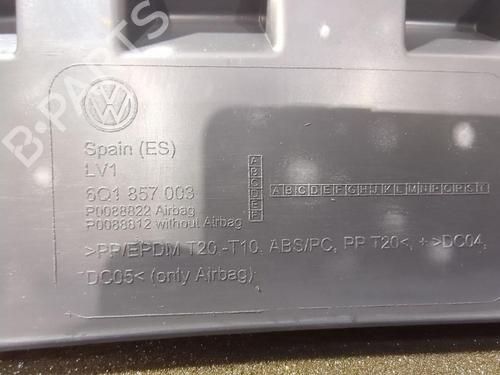 B-PARTS
Spain (ES)
LV1
6Q1 857 003
P0088822 Airbag
P0088812 without Airbag
A
B
C
D
E
F
>PP/EPDM T20,-T10, ABS/PC, PP T20<, + >DC04,
DC05< (only Airbag)